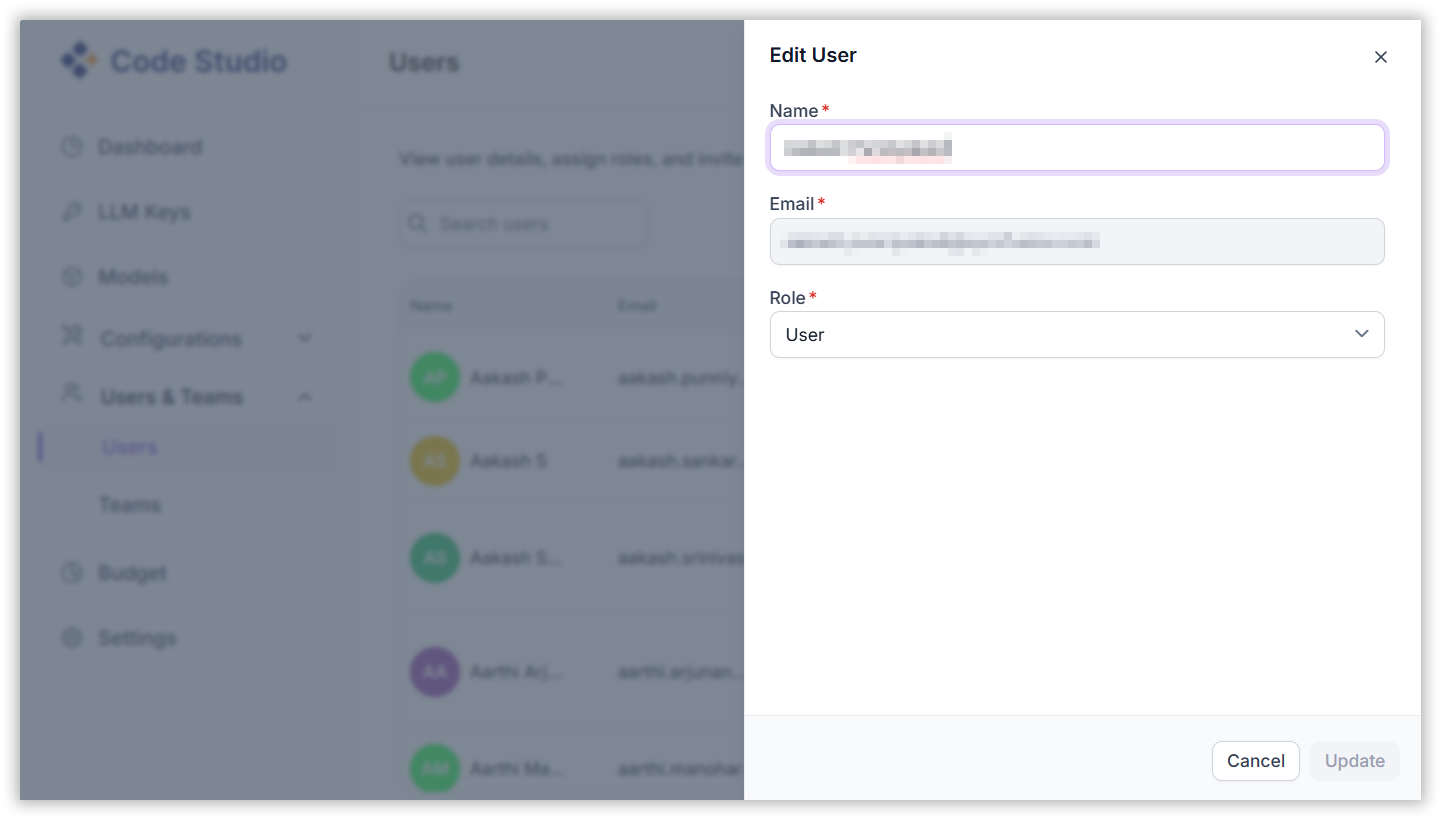 Code Studio
Dashboard
LLM Keys
Models
Configurations
Users & Teams
Users
Teams
Budget
Settings
Users
View user details, assign roles, and invite
Search users
Name Email
AP Aakash P... aakash.punniy...
AS Aakash S aakash.sankar...
AS Aakash S... aakash.srinivas
AA Aarthi Arj... aarthi.arjunan...
AM Aarthi Ma... aarthi.manohar
Edit User
Name *
Email *
Role *
User
Cancel Update